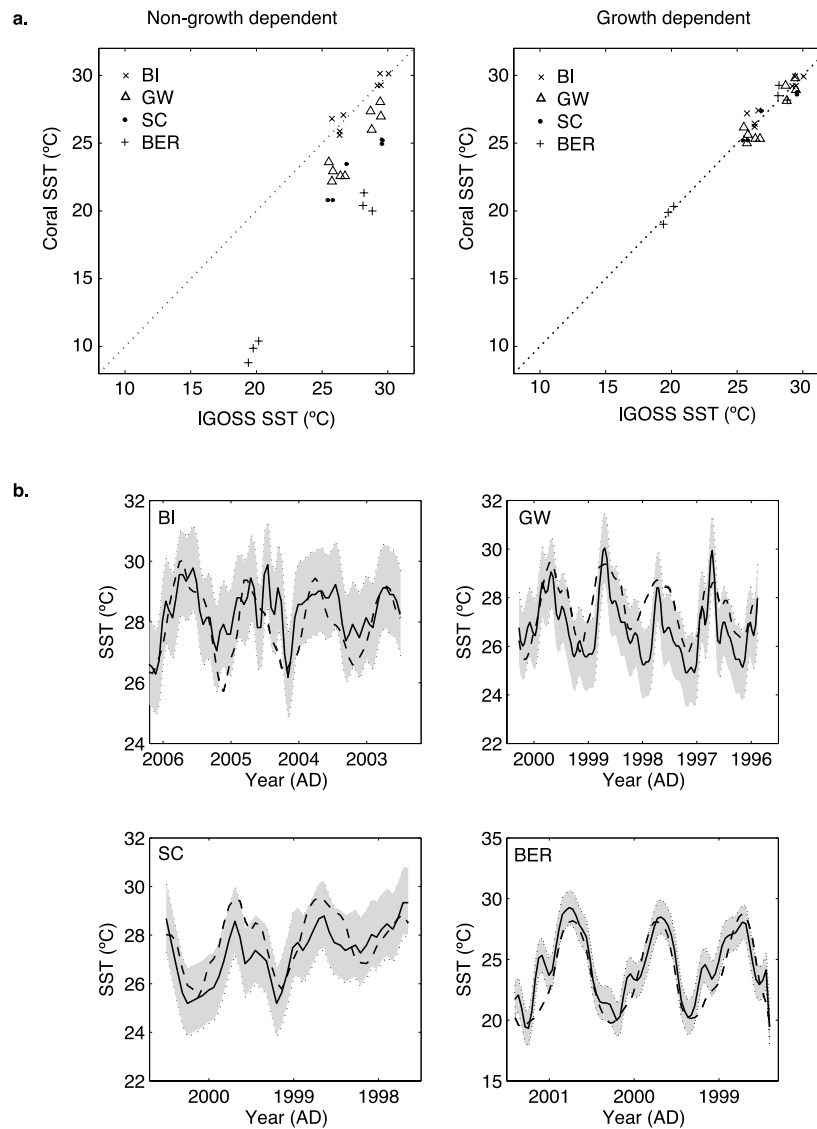 a.
Non-growth dependent
Growth dependent
30
25
20
15
10
Coral SST (ºC)
× BI
△ GW
• SC
+ BER
10 15 20 25 30
IGOSS SST (ºC)
30
25
20
15
10
Coral SST (ºC)
× BI
△ GW
• SC
+ BER
10 15 20 25 30
IGOSS SST (ºC)
b.
BI
32
30
28
26
24
SST (ºC)
2006 2005 2004 2003
Year (AD)
GW
32
30
28
26
24
22
SST (ºC)
2000 1999 1998 1997 1996
Year (AD)
SC
32
30
28
26
24
22
SST (ºC)
2000 1999 1998
Year (AD)
BER
35
30
25
20
15
SST (ºC)
2001 2000 1999
Year (AD)